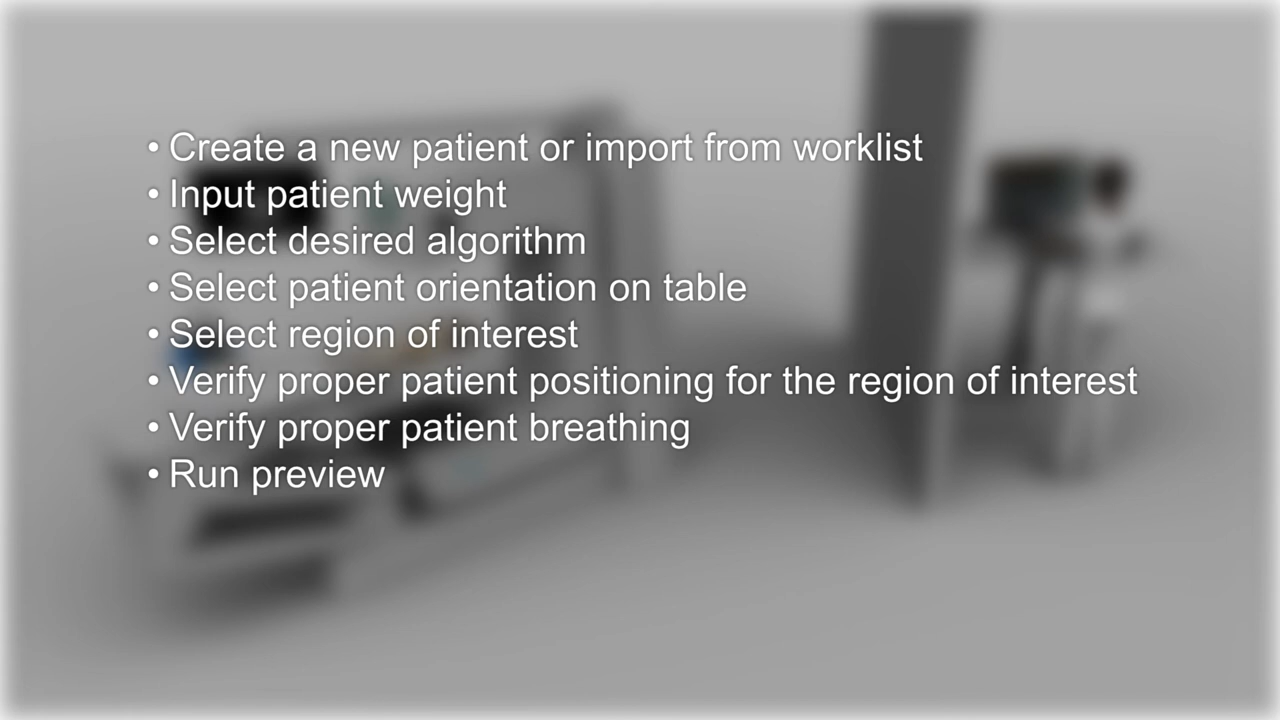 • Create a new patient or import from worklist
• Input patient weight
• Select desired algorithm
• Select patient orientation on table
• Select region of interest
• Verify proper patient positioning for the region of interest
• Verify proper patient breathing
• Run preview